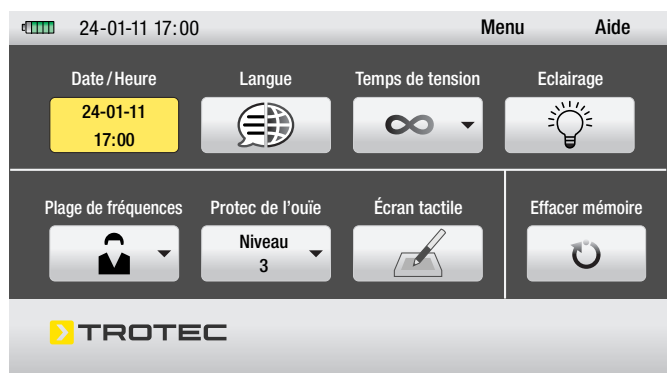 24-01-11 17:00 Menu Aide
Date / Heure Langue Temps de tension Eclairage
24-01-11
17:00
Plage de fréquences Protec de l'ouïe Écran tactile Effacer mémoire
Niveau
3
TROTEC